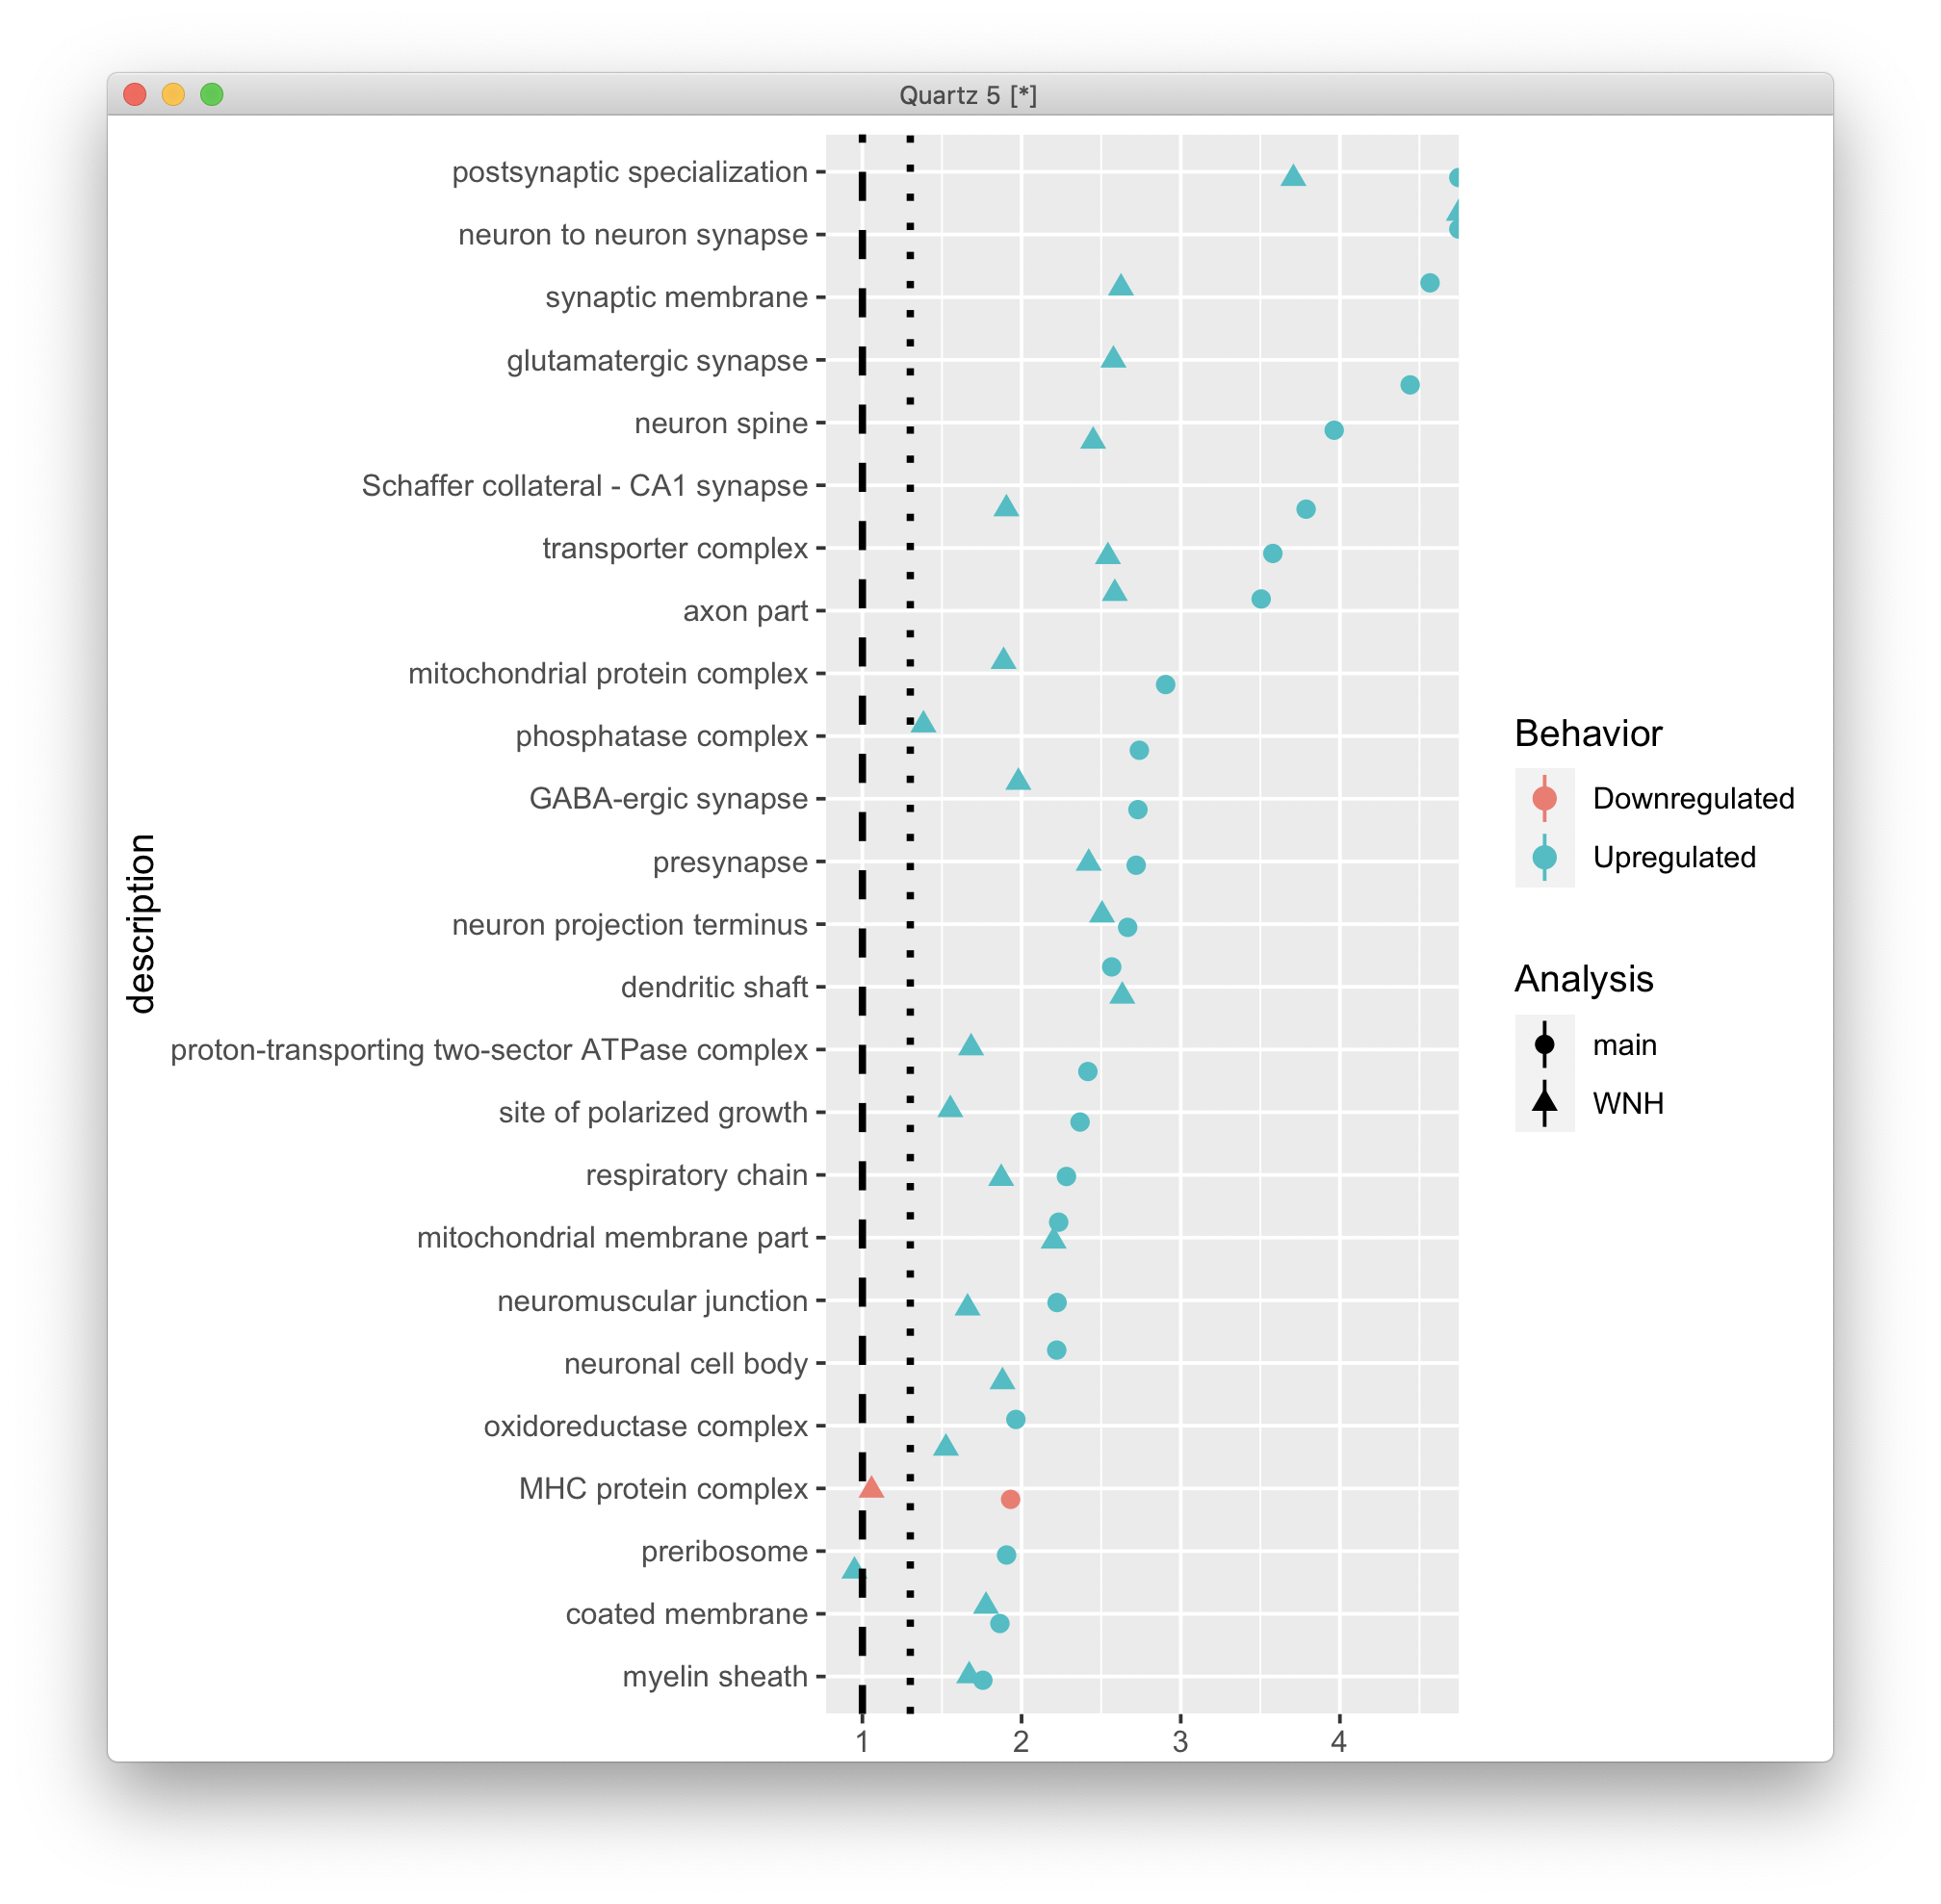 Quartz 5 [*]
postsynaptic specialization
neuron to neuron synapse
synaptic membrane
glutamatergic synapse
neuron spine
Schaffer collateral - CA1 synapse
transporter complex
axon part
mitochondrial protein complex
phosphatase complex
GABA-ergic synapse
presynapse
neuron projection terminus
dendritic shaft
proton-transporting two-sector ATPase complex
site of polarized growth
respiratory chain
mitochondrial membrane part
neuromuscular junction
neuronal cell body
oxidoreductase complex
MHC protein complex
preribosome
coated membrane
myelin sheath
description
1 2 3 4
Behavior
Downregulated
Upregulated
Analysis
main
WNH